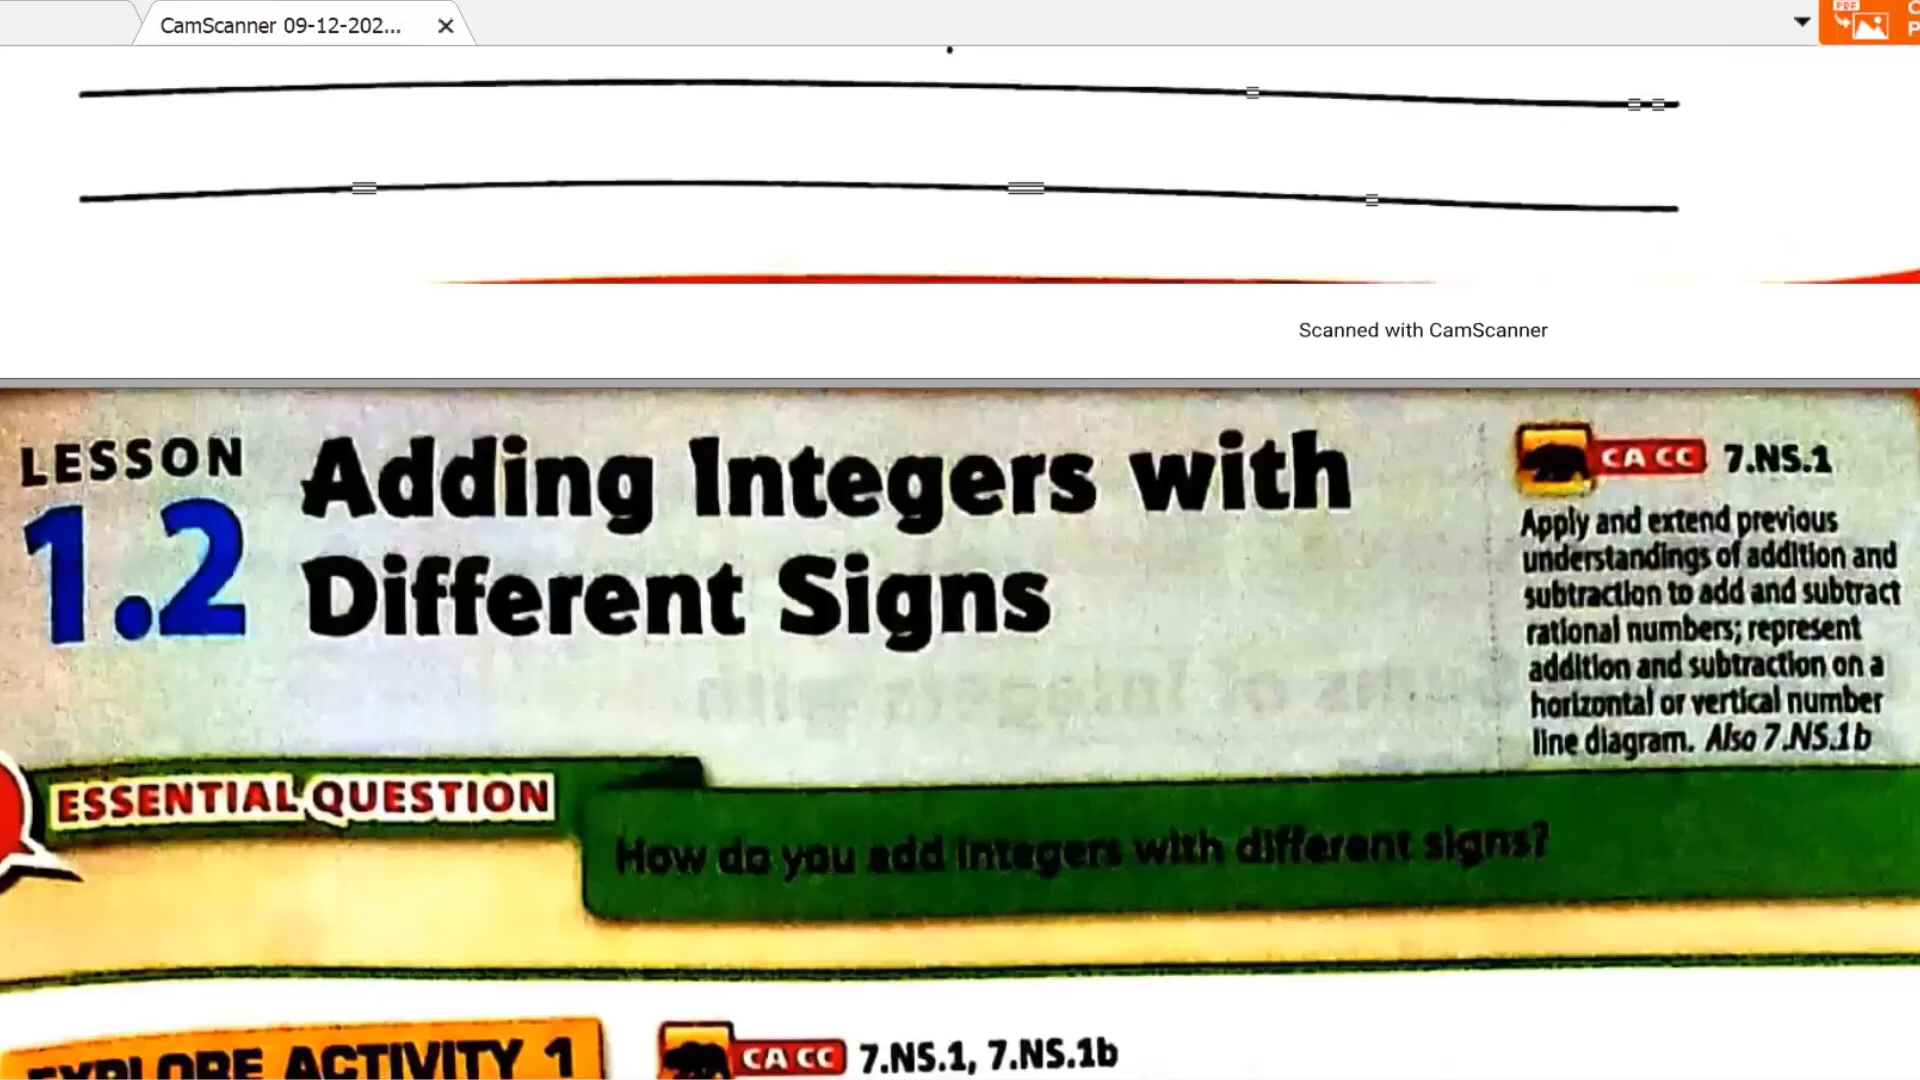 CamScanner 09-12-202...
PDF
Scanned with CamScanner
LESSON
1.2
Adding Integers with
Different Signs
CA CC 7.NS.1
Apply and extend previous
understandings of addition and
subtraction to add and subtract
rational numbers; represent
addition and subtraction on a
horizontal or vertical number
line diagram. Also 7.NS.1b
ESSENTIAL QUESTION
How do you add integers with different signs?
EXPLORE ACTIVITY 1
CA CC 7.NS.1, 7.NS.1b